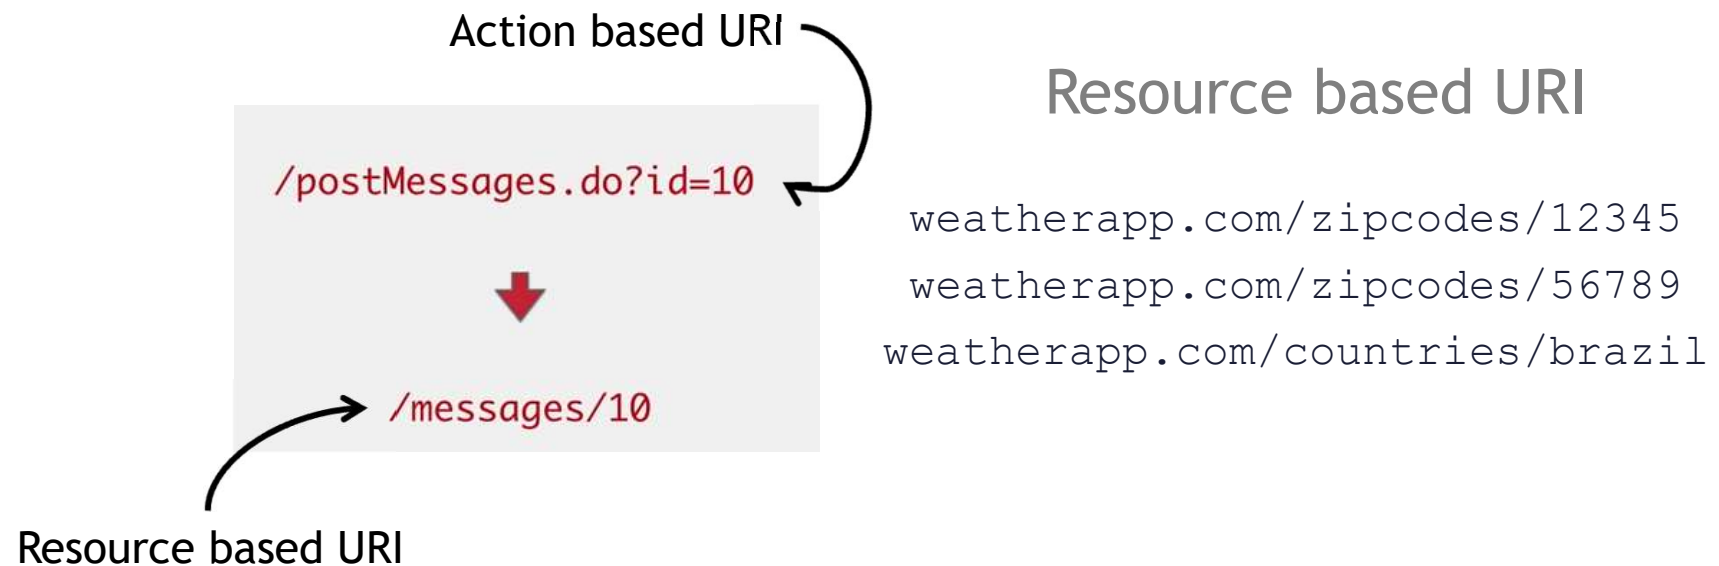 Action based URI
/postMessages.do?id=10
/messages/10
Resource based URI
Resource based URI
weatherapp.com/zipcodes/12345
weatherapp.com/zipcodes/56789
weatherapp.com/countries/brazil